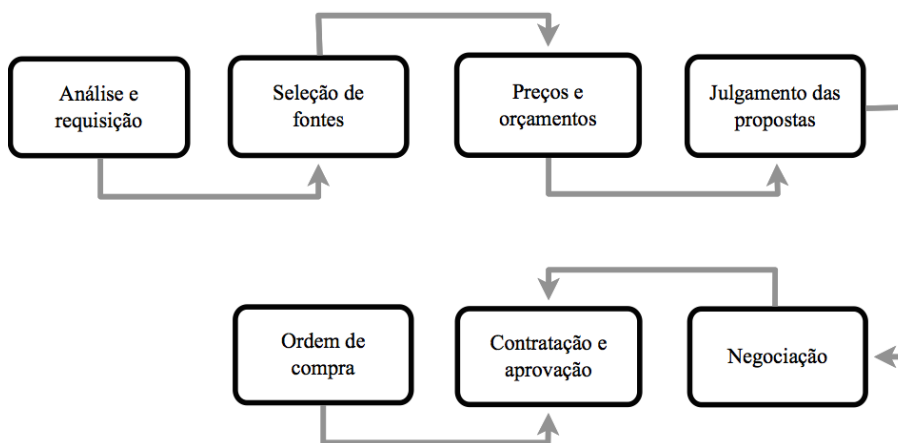 Análise e
requisição
Seleção de
fontes
Preços e
orçamentos
Julgamento das
propostas
Ordem de
compra
Contratação e
aprovação
Negociação